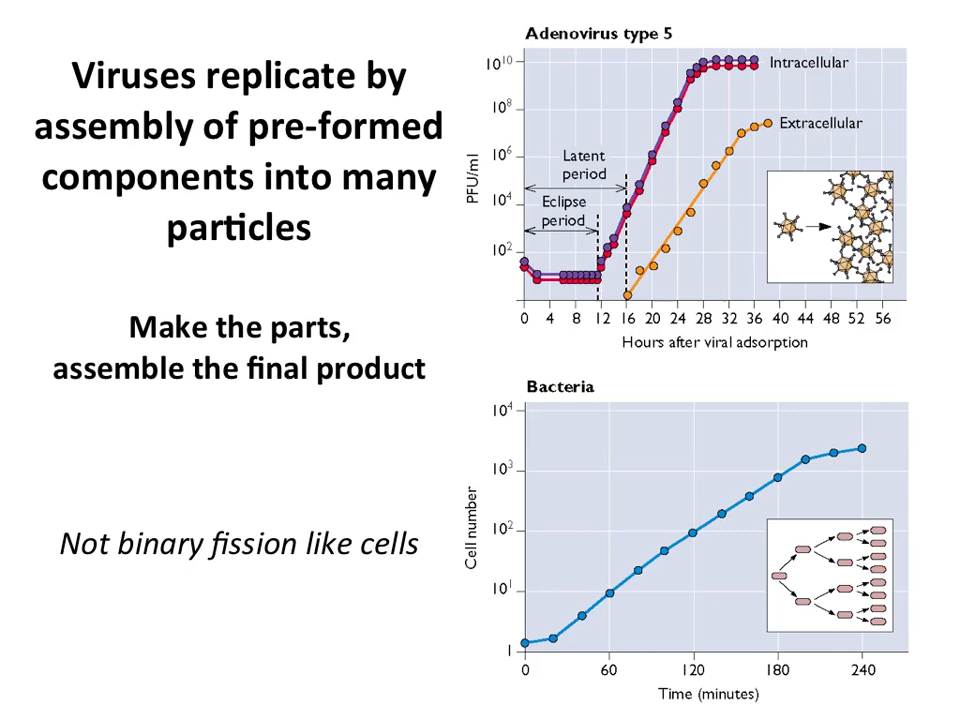 Viruses replicate by
assembly of pre-formed
components into many
particles
Make the parts,
assemble the final product
Not binary fission like cells
Adenovirus type 5
PFU/ml
10¹⁰
10⁸
10⁶
10⁴
10²
Intracellular
Extracellular
Latent
period
Eclipse
period
0 4 8 12 16 20 24 28 32 36 40 44 48 52 56
Hours after viral adsorption
Bacteria
Cell number
10⁴
10³
10²
10¹
1
0 60 120 180 240
Time (minutes)